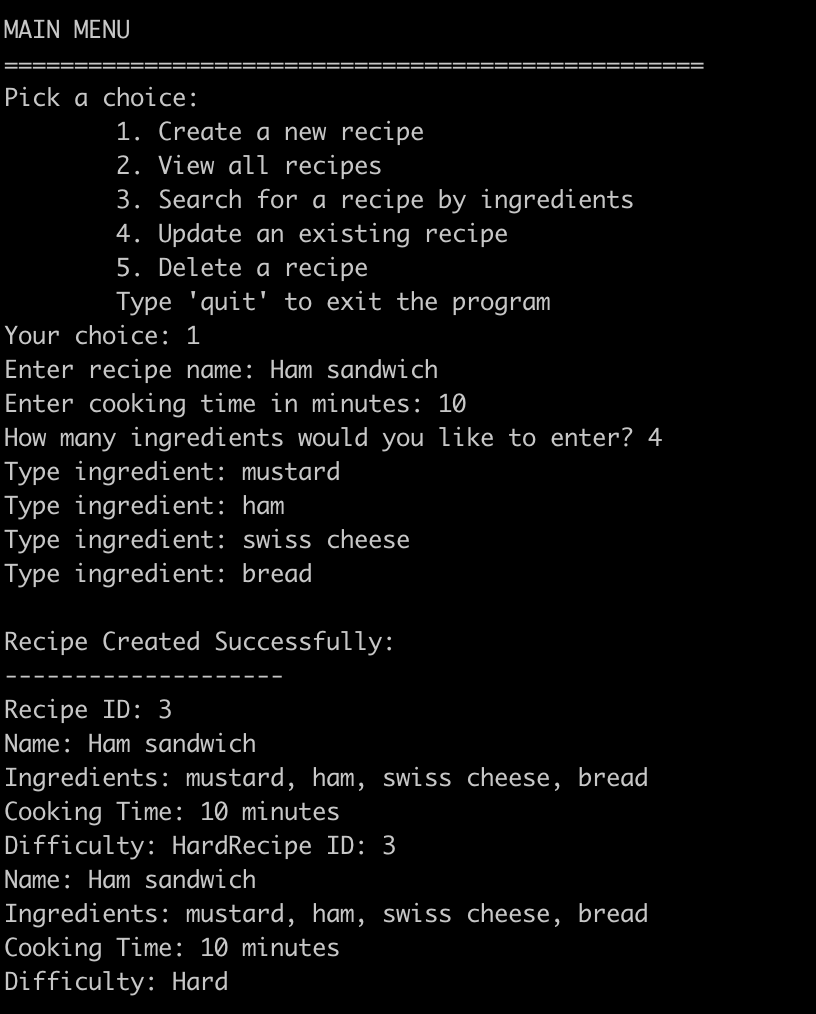 MAIN MENU
==================================================
Pick a choice:
1. Create a new recipe
2. View all recipes
3. Search for a recipe by ingredients
4. Update an existing recipe
5. Delete a recipe
Type 'quit' to exit the program
Your choice: 1
Enter recipe name: Ham sandwich
Enter cooking time in minutes: 10
How many ingredients would you like to enter? 4
Type ingredient: mustard
Type ingredient: ham
Type ingredient: swiss cheese
Type ingredient: bread
Recipe Created Successfully:
--------------------
Recipe ID: 3
Name: Ham sandwich
Ingredients: mustard, ham, swiss cheese, bread
Cooking Time: 10 minutes
Difficulty: HardRecipe ID: 3
Name: Ham sandwich
Ingredients: mustard, ham, swiss cheese, bread
Cooking Time: 10 minutes
Difficulty: Hard